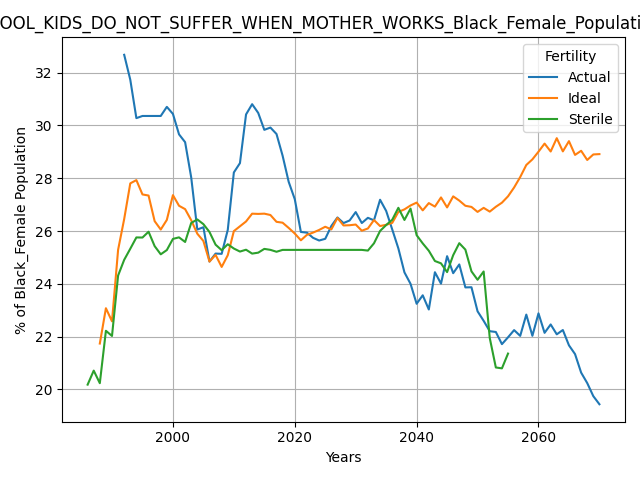 OOL_KIDS_DO_NOT_SUFFER_WHEN_MOTHER_WORKS_Black_Female_Populati
Fertility
Actual
Ideal
Sterile
% of Black_Female Population
32
30
28
26
24
22
20
2000 2020 2040 2060
Years